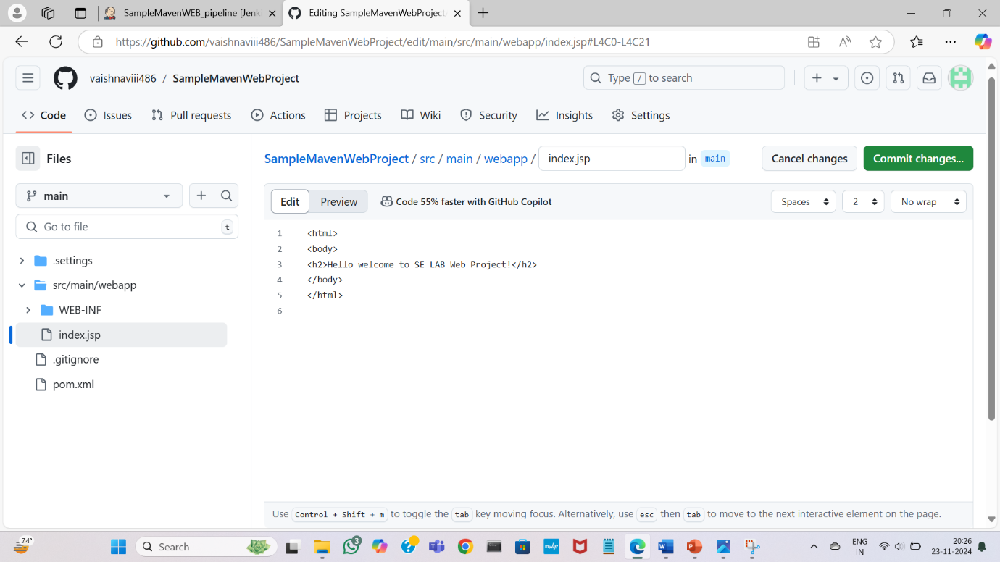 SampleMavenWEB_pipeline [Jenki
Editing SampleMavenWebProject/
https://github.com/vaishnaviii486/SampleMavenWebProject/edit/main/src/main/webapp/index.jsp#L4C0-L4C21
vaishnaviii486 / SampleMavenWebProject
Type / to search
Code Issues Pull requests Actions Projects Wiki Security Insights Settings
Files
SampleMavenWebProject / src / main / webapp / index.jsp in main
Cancel changes Commit changes...
main
Edit Preview Code 55% faster with GitHub Copilot
Spaces 2 No wrap
Go to file t
1 <html>
2 <body>
3 <h2>Hello welcome to SE LAB Web Project!</h2>
4 </body>
5 </html>
6
.settings
src/main/webapp
WEB-INF
index.jsp
.gitignore
pom.xml
Use Control + Shift + m to toggle the tab key moving focus. Alternatively, use esc then tab to move to the next interactive element on the page.
74°
Search
3
ENG
IN
20:26
23-11-2024